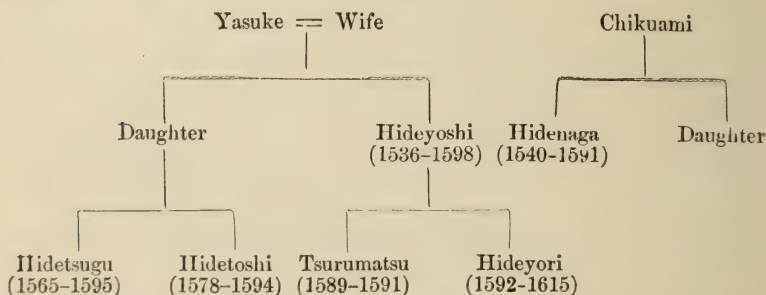 Yasuke = Wife Chikuami
Daughter Hideyoshi Hidenaga Daughter
(1536–1598) (1540–1591)
Hidetsugu Hidetoshi Tsurumatsu Hideyori
(1565–1595) (1578–1594) (1589–1591) (1592–1615)